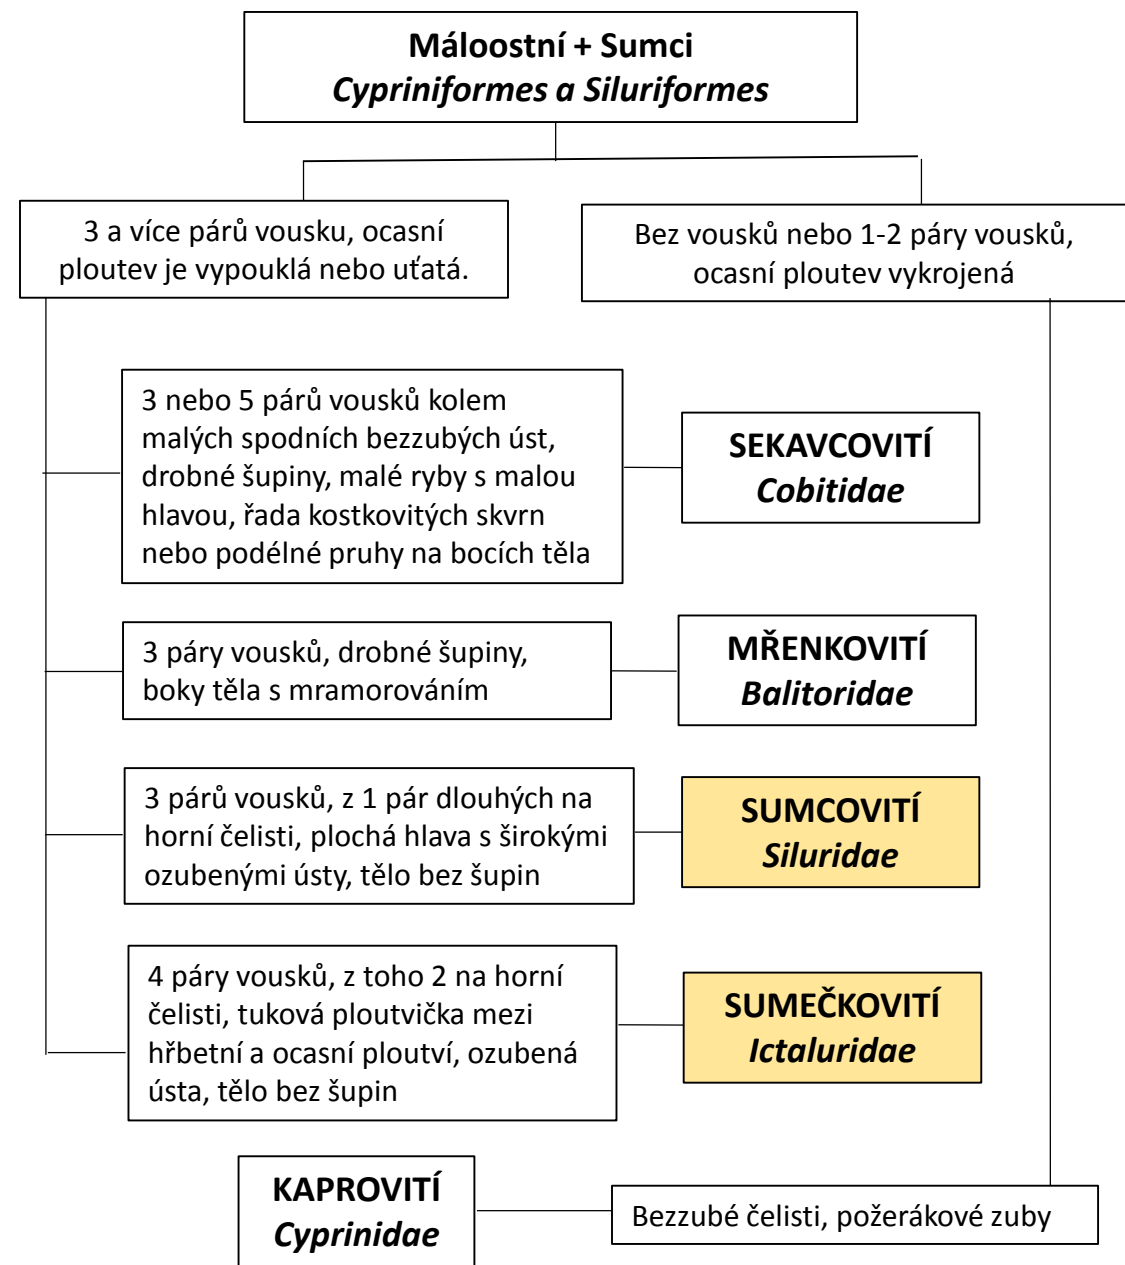 Máloostní + Sumci
Cypriniformes a Siluriformes
3 a více párů vousku, ocasní
ploutev je vypouklá nebo uťatá.
Bez vousků nebo 1-2 páry vousků,
ocasní ploutev vykrojená
3 nebo 5 párů vousků kolem
malých spodních bezzubých úst,
drobné šupiny, malé ryby s malou
hlavou, řada kostkovitých skvrn
nebo podélné pruhy na bocích těla
SEKAVCOVITÍ
Cobitidae
3 páry vousků, drobné šupiny,
boky těla s mramorováním
MŘENKOVITÍ
Balitoridae
3 párů vousků, z 1 pár dlouhých na
horní čelisti, plochá hlava s širokými
ozubenými ústy, tělo bez šupin
SUMCOVITÍ
Siluridae
4 páry vousků, z toho 2 na horní
čelisti, tuková ploutvička mezi
hřbetní a ocasní ploutví, ozubená
ústa, tělo bez šupin
SUMEČKOVITÍ
Ictaluridae
KAPROVITÍ
Cyprinidae
Bezzubé čelisti, požerákové zuby